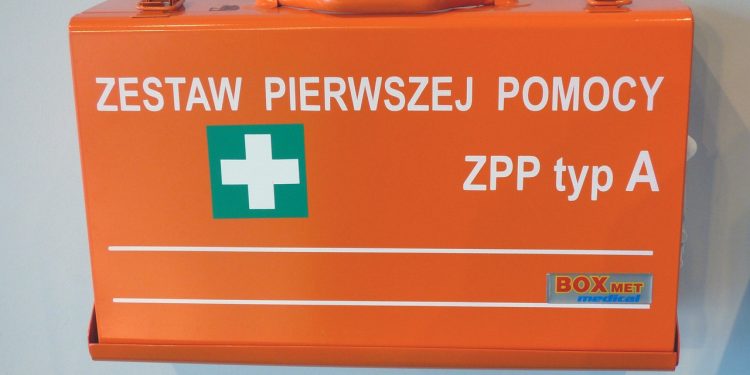 ZESTAW PIERWSZEJ POMOCY
ZPP typ A
BOX MET
medical